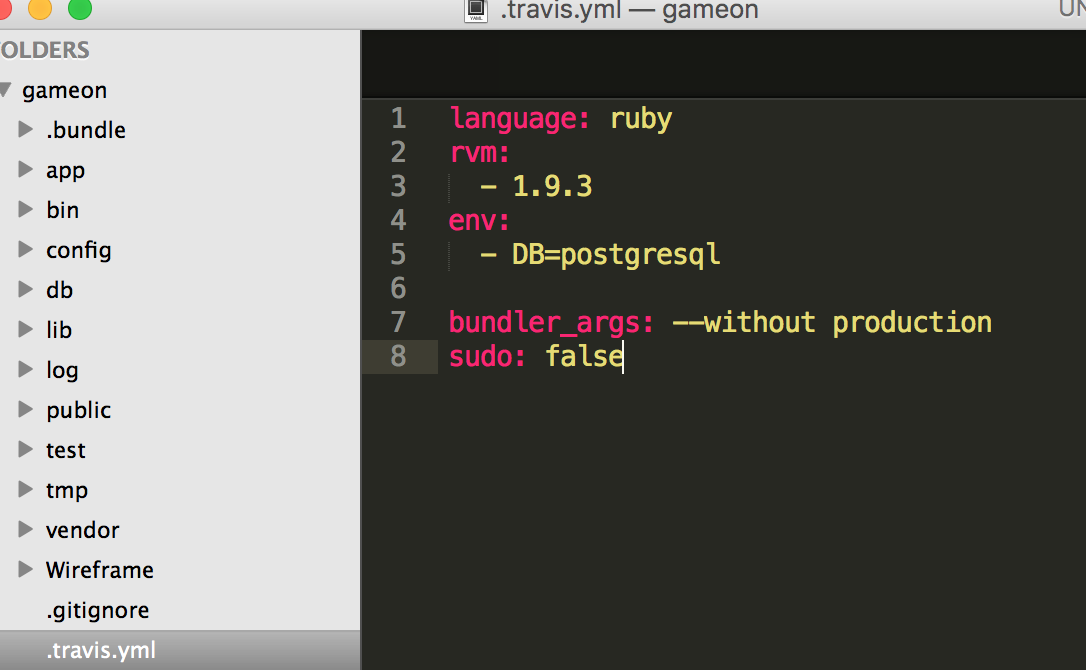 .travis.yml — gameon
UN
OLDERS
gameon
.bundle
app
bin
config
db
lib
log
public
test
tmp
vendor
Wireframe
.gitignore
.travis.yml
1 language: ruby
2 rvm:
3   - 1.9.3
4 env:
5   - DB=postgresql
6
7 bundler_args: --without production
8 sudo: false